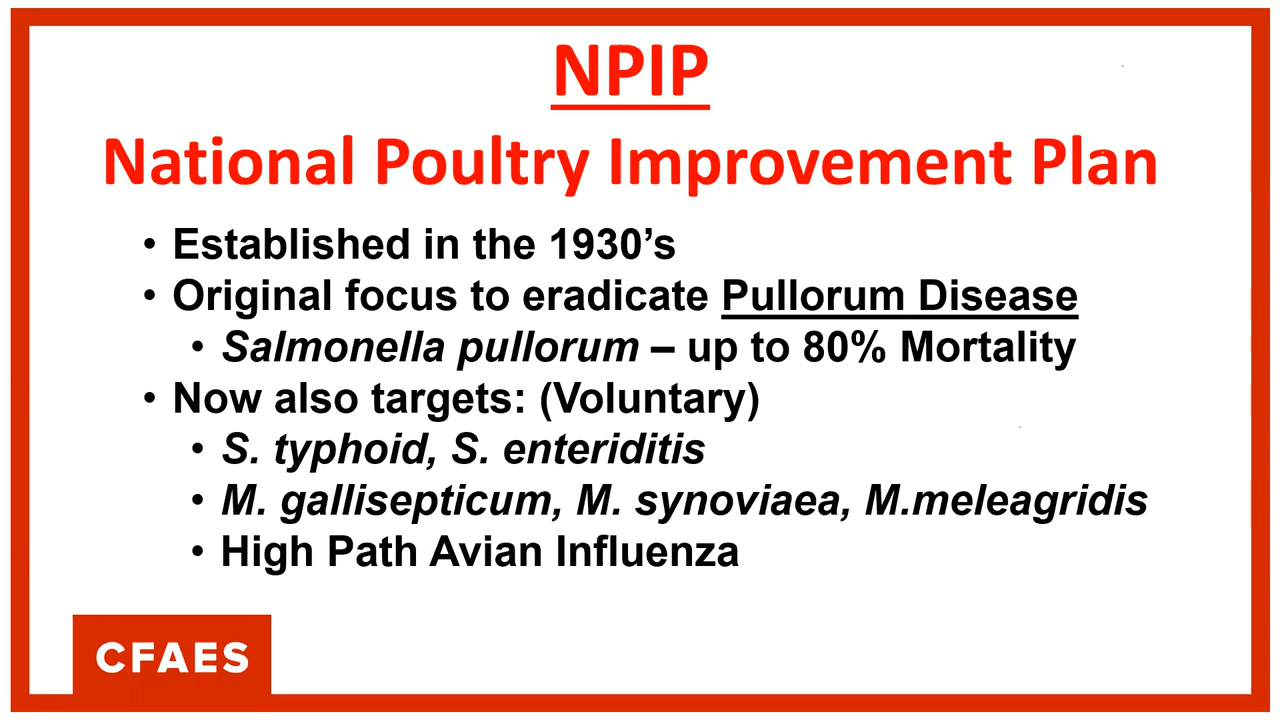 NPIP
National Poultry Improvement Plan
• Established in the 1930’s
• Original focus to eradicate Pullorum Disease
• Salmonella pullorum – up to 80% Mortality
• Now also targets: (Voluntary)
• S. typhoid, S. enteriditis
• M. gallisepticum, M. synoviaea, M.meleagridis
• High Path Avian Influenza
CFAES